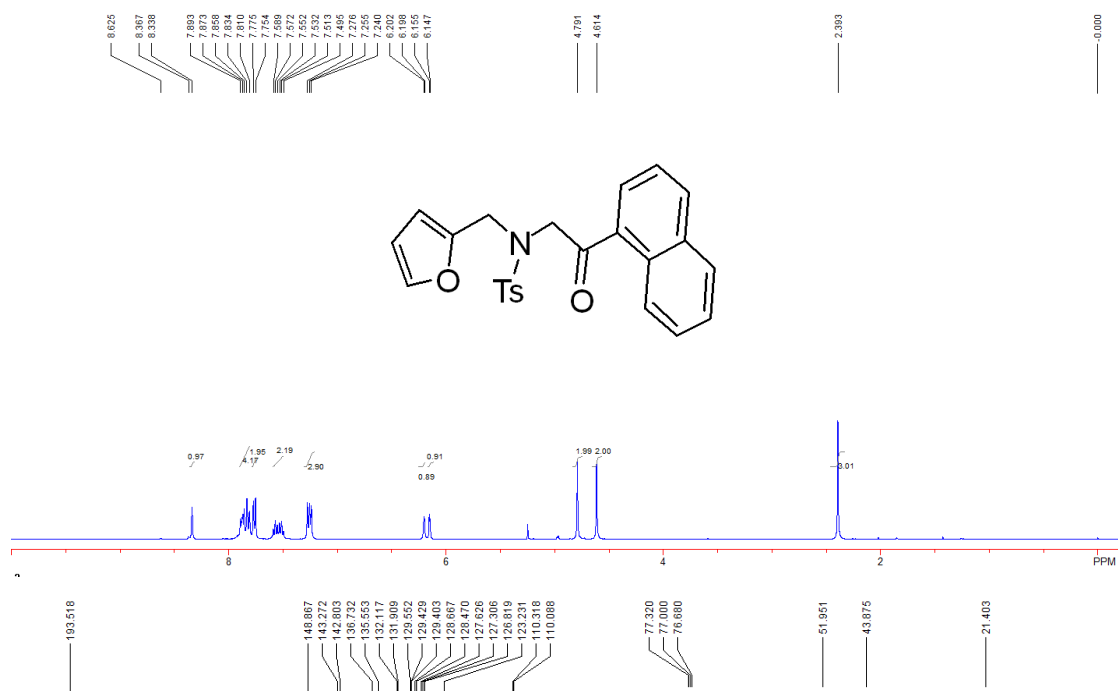 8.625 8.367 8.338 7.893 7.873 7.858 7.834 7.810 7.775 7.754 7.589 7.572 7.552 7.532 7.513 7.495 7.276 7.255 7.240 6.202 6.198 6.155 6.147 4.791 4.614 2.393 -0.000
N
O
Ts
O
0.97 4.17 1.95 2.19 2.90 0.89 0.91 1.99 2.00 3.01
8 6 4 2 PPM
193.518 148.867 143.272 142.803 136.732 135.553 132.117 131.909 129.552 129.429 129.403 128.667 128.470 127.626 127.306 126.819 123.231 110.318 110.088 77.320 77.000 76.680 51.951 43.875 21.403